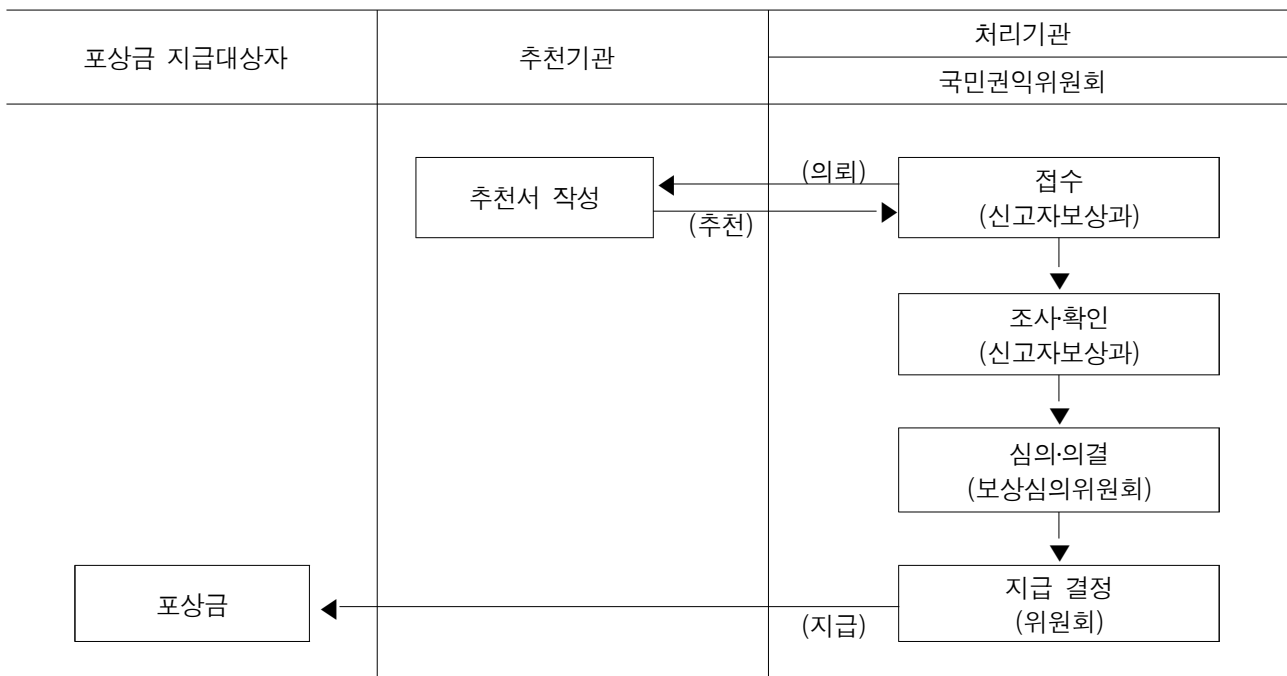 포상금 지급대상자
추천기관
처리기관
국민권익위원회
추천서 작성
(의뢰)
(추천)
접수
(신고자보상과)
조사·확인
(신고자보상과)
심의·의결
(보상심의위원회)
포상금
(지급)
지급 결정
(위원회)